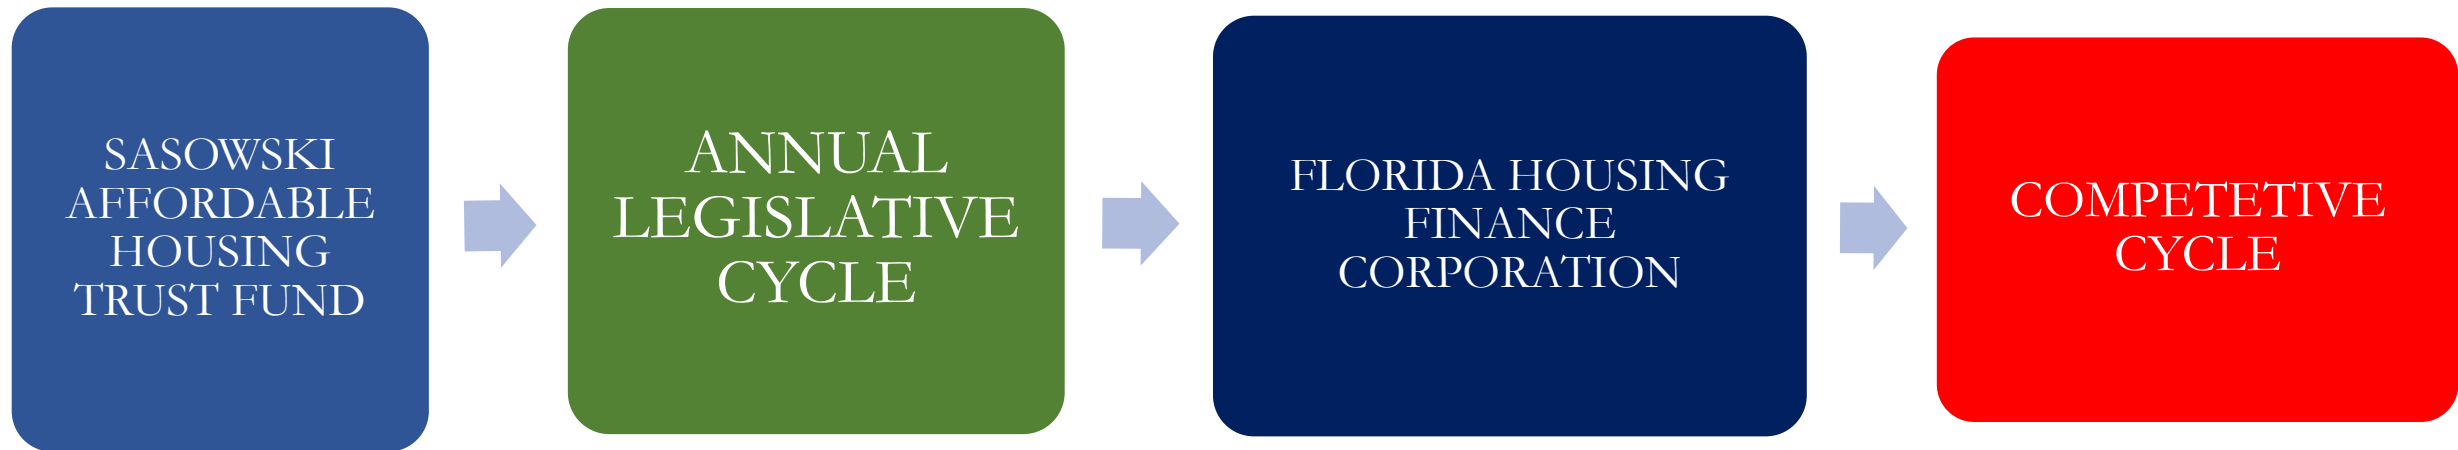 SASOWSKI
AFFORDABLE
HOUSING
TRUST FUND
ANNUAL
LEGISLATIVE
CYCLE
FLORIDA HOUSING
FINANCE
CORPORATION
COMPETETIVE
CYCLE